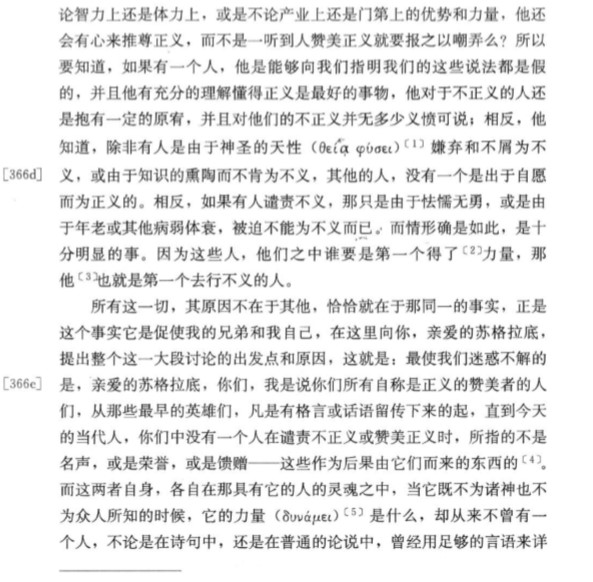 论智力上还是体力上，或是不论产业上还是门第上的优势和力量，他还
会有心来推尊正义，而不是一听到人赞美正义就要报之以嘲弄么？所以
要知道，如果有一个人，他是能够向我们指明我们的这些说法都是假
的，并且他有充分的理解懂得正义是最好的事物，他对于不正义的人还
是抱有一定的原宥，并且对他们的不正义并无多少义愤可说；相反，他
知道，除非有人是由于神圣的天性（θείᾳ φύσει）〔1〕嫌弃和不屑为不
[366d] 义，或由于知识的熏陶而不肯为不义，其他的人，没有一个是出于自愿
而为正义的。相反，如果有人谴责不义，那只是由于怯懦无勇，或是由
于年老或其他病弱体衰，被迫不能为不义而已。而情形确是如此，是十
分明显的事。因为这些人，他们之中谁要是第一个得了〔2〕力量，那
他〔3〕也就是第一个去行不义的人。
所有这一切，其原因不在于其他，恰恰就在于那同一的事实，正是
这个事实它是促使我的兄弟和我自己，在这里向你，亲爱的苏格拉底，
提出整个这一大段讨论的出发点和原因，这就是：最使我们迷惑不解的
[366e] 是，亲爱的苏格拉底，你们，我是说你们所有自称是正义的赞美者的人
们，从那些最早的英雄们，凡是有格言或话语留传下来的起，直到今天
的当代人，你们中没有一个人在谴责不正义或赞美正义时，所指的不是
名声，或是荣誉，或是馈赠——这些作为后果由它们而来的东西的〔4〕。
而这两者自身，各自在那具有它的人的灵魂之中，当它既不为诸神也不
为众人所知的时候，它的力量（δυνάμει）〔5〕是什么，却从来不曾有一
个人，不论是在诗句中，还是在普通的论说中，曾经用足够的言语来详